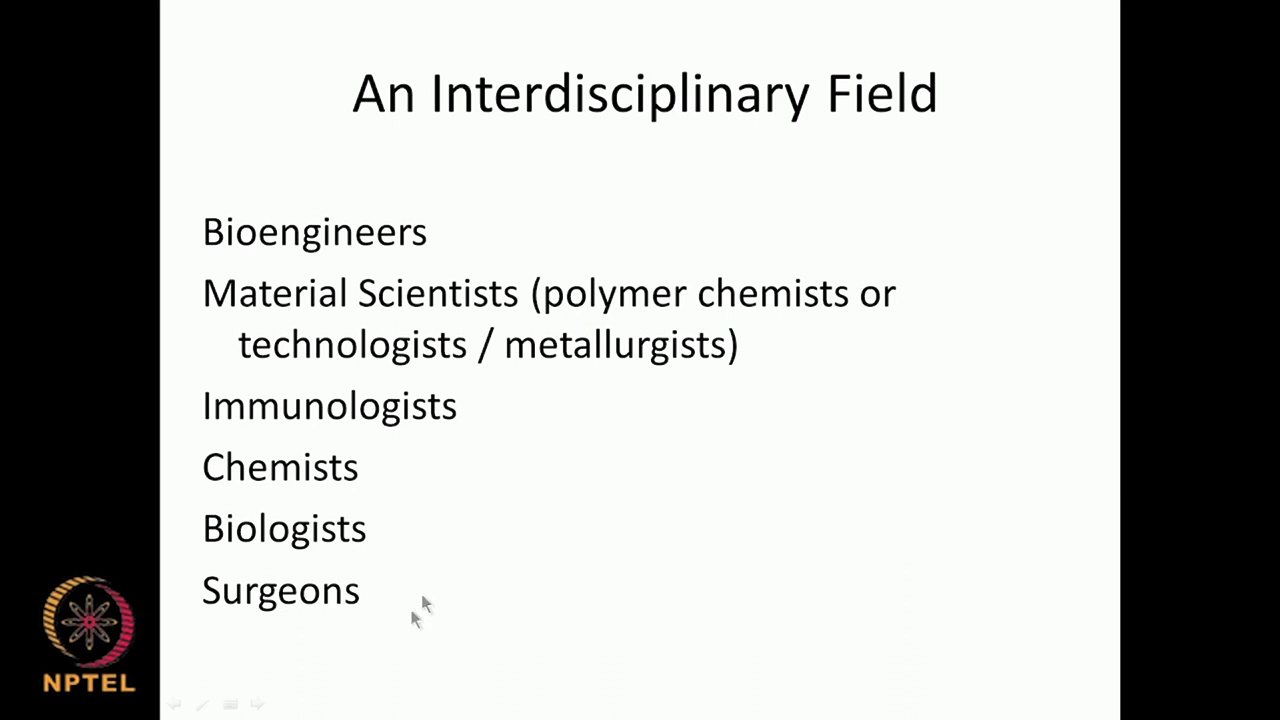 An Interdisciplinary Field
Bioengineers
Material Scientists (polymer chemists or
technologists / metallurgists)
Immunologists
Chemists
Biologists
Surgeons
NPTEL